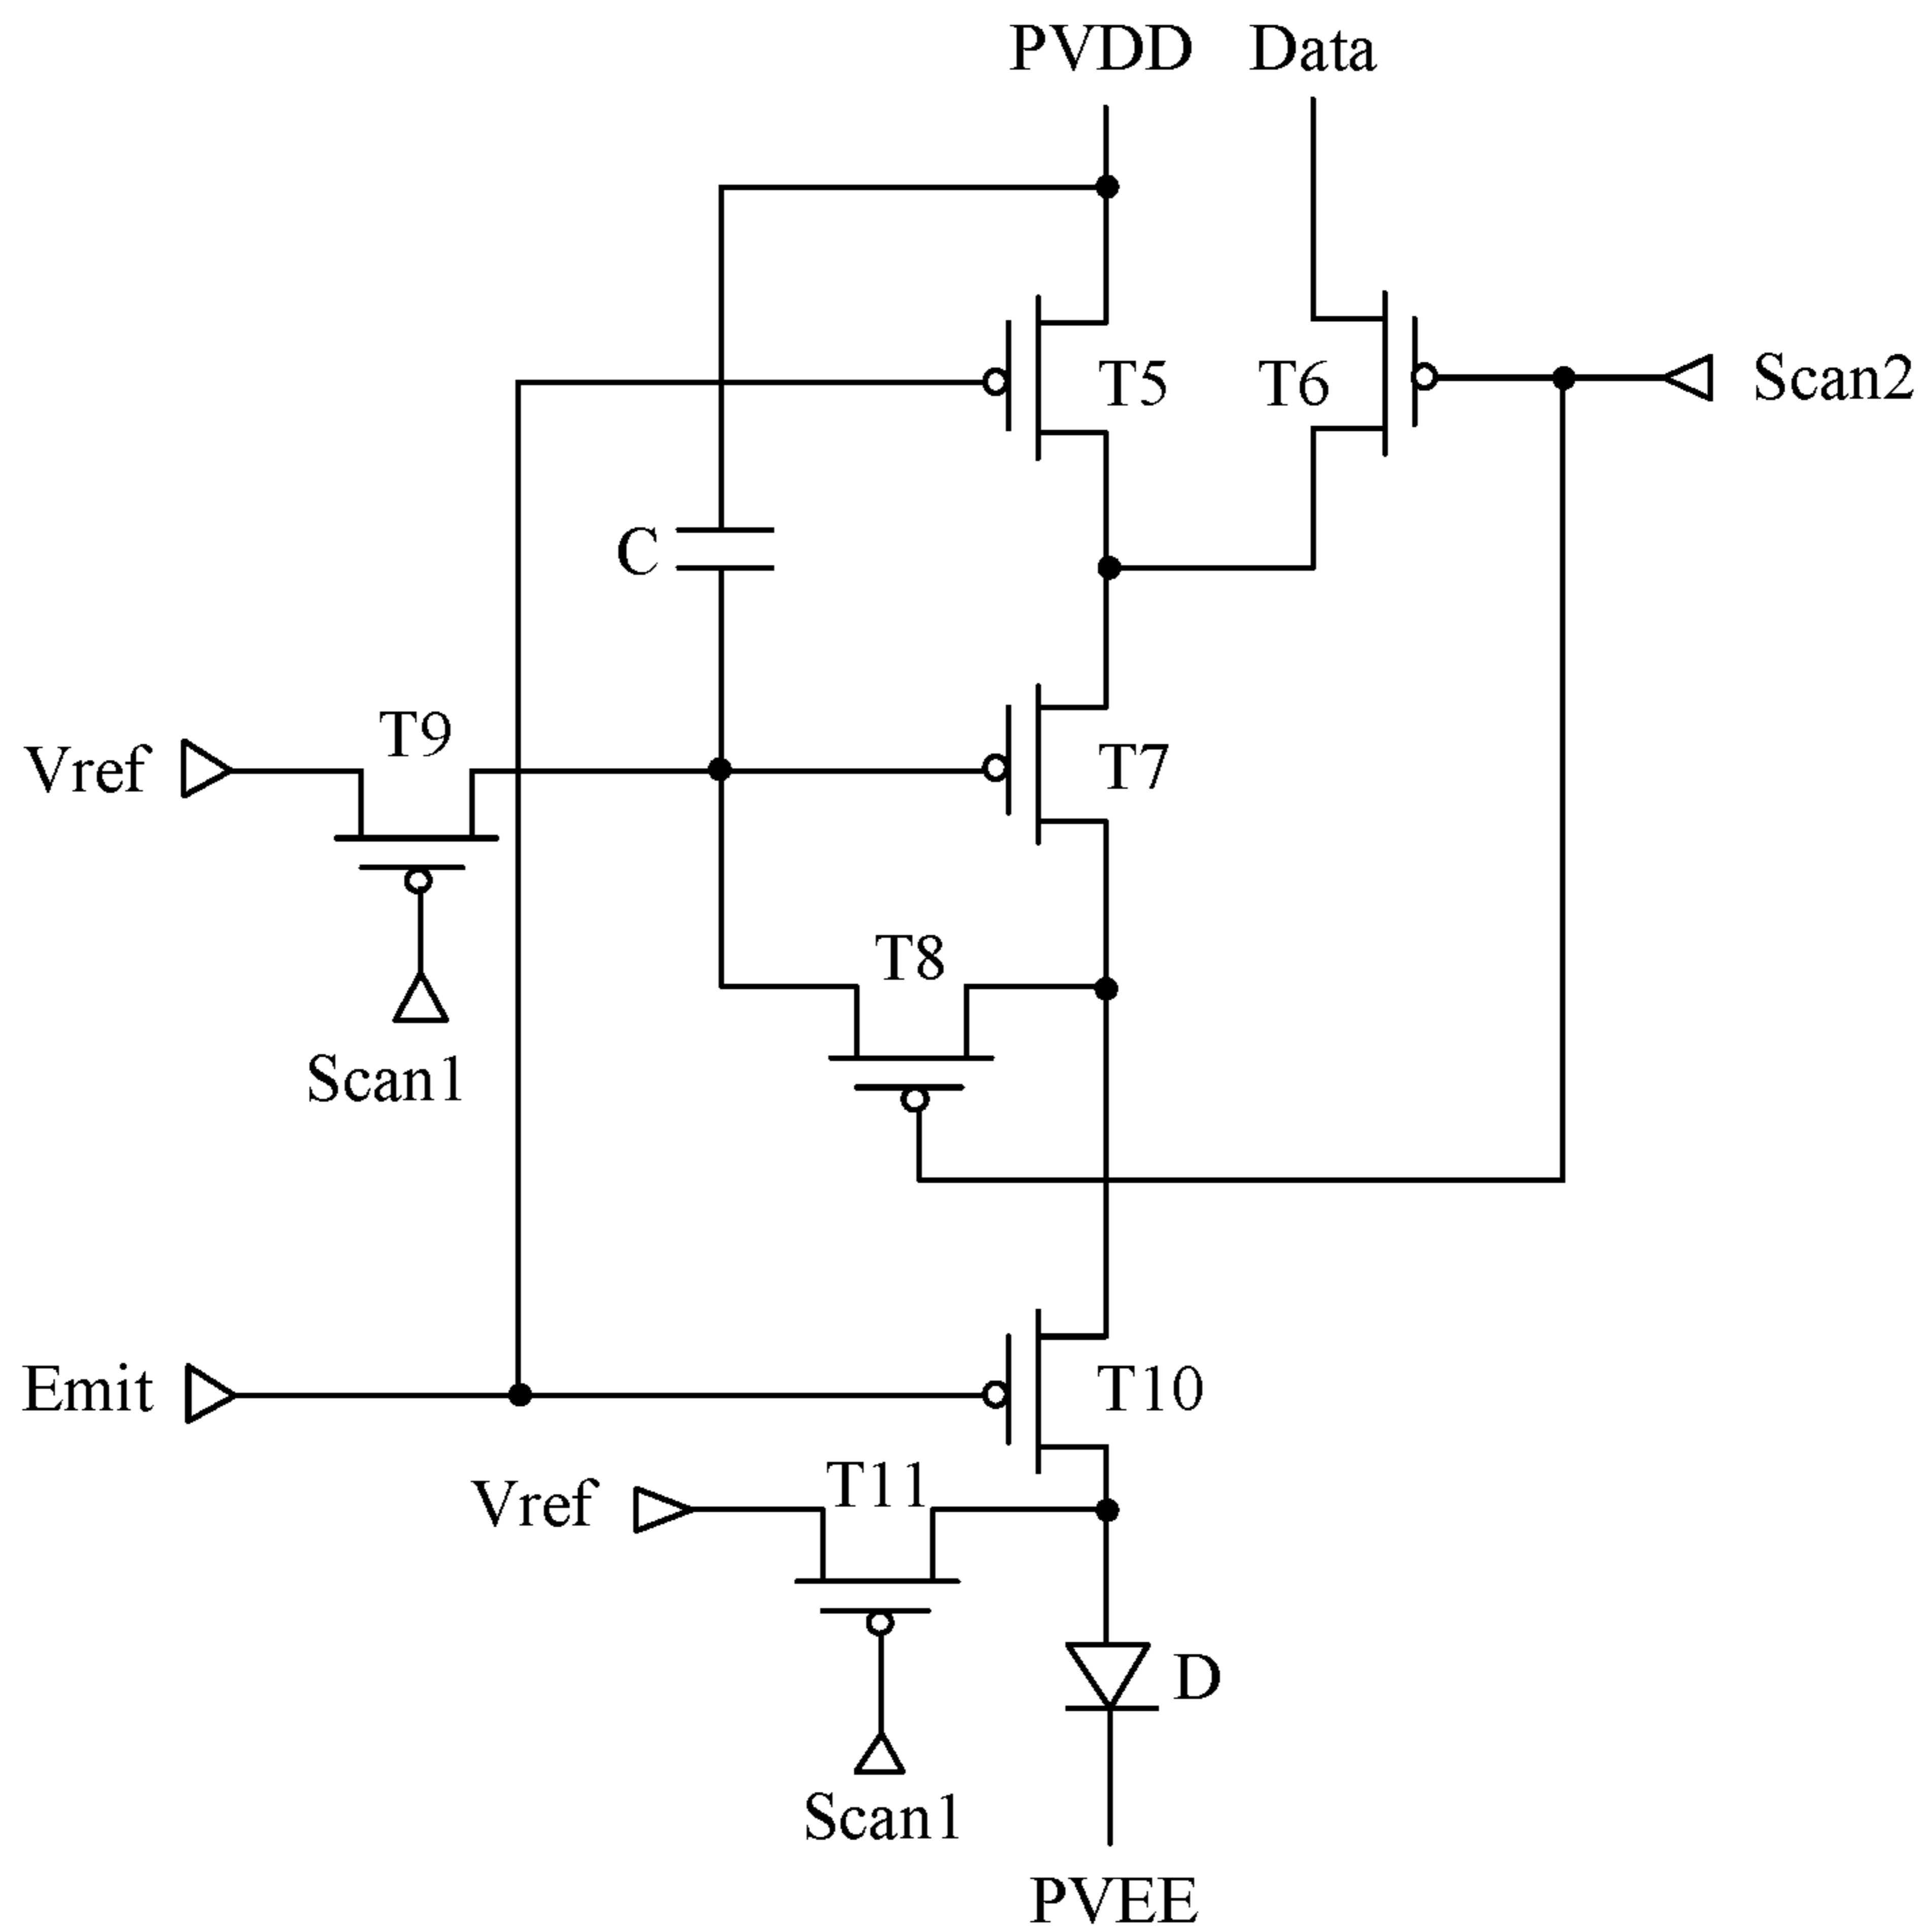 PVDD Data
T5 T6 Scan2
C
T9
Vref T7
T8
Scan1
Emit T10
T11
Vref
D
Scan1
PVEE